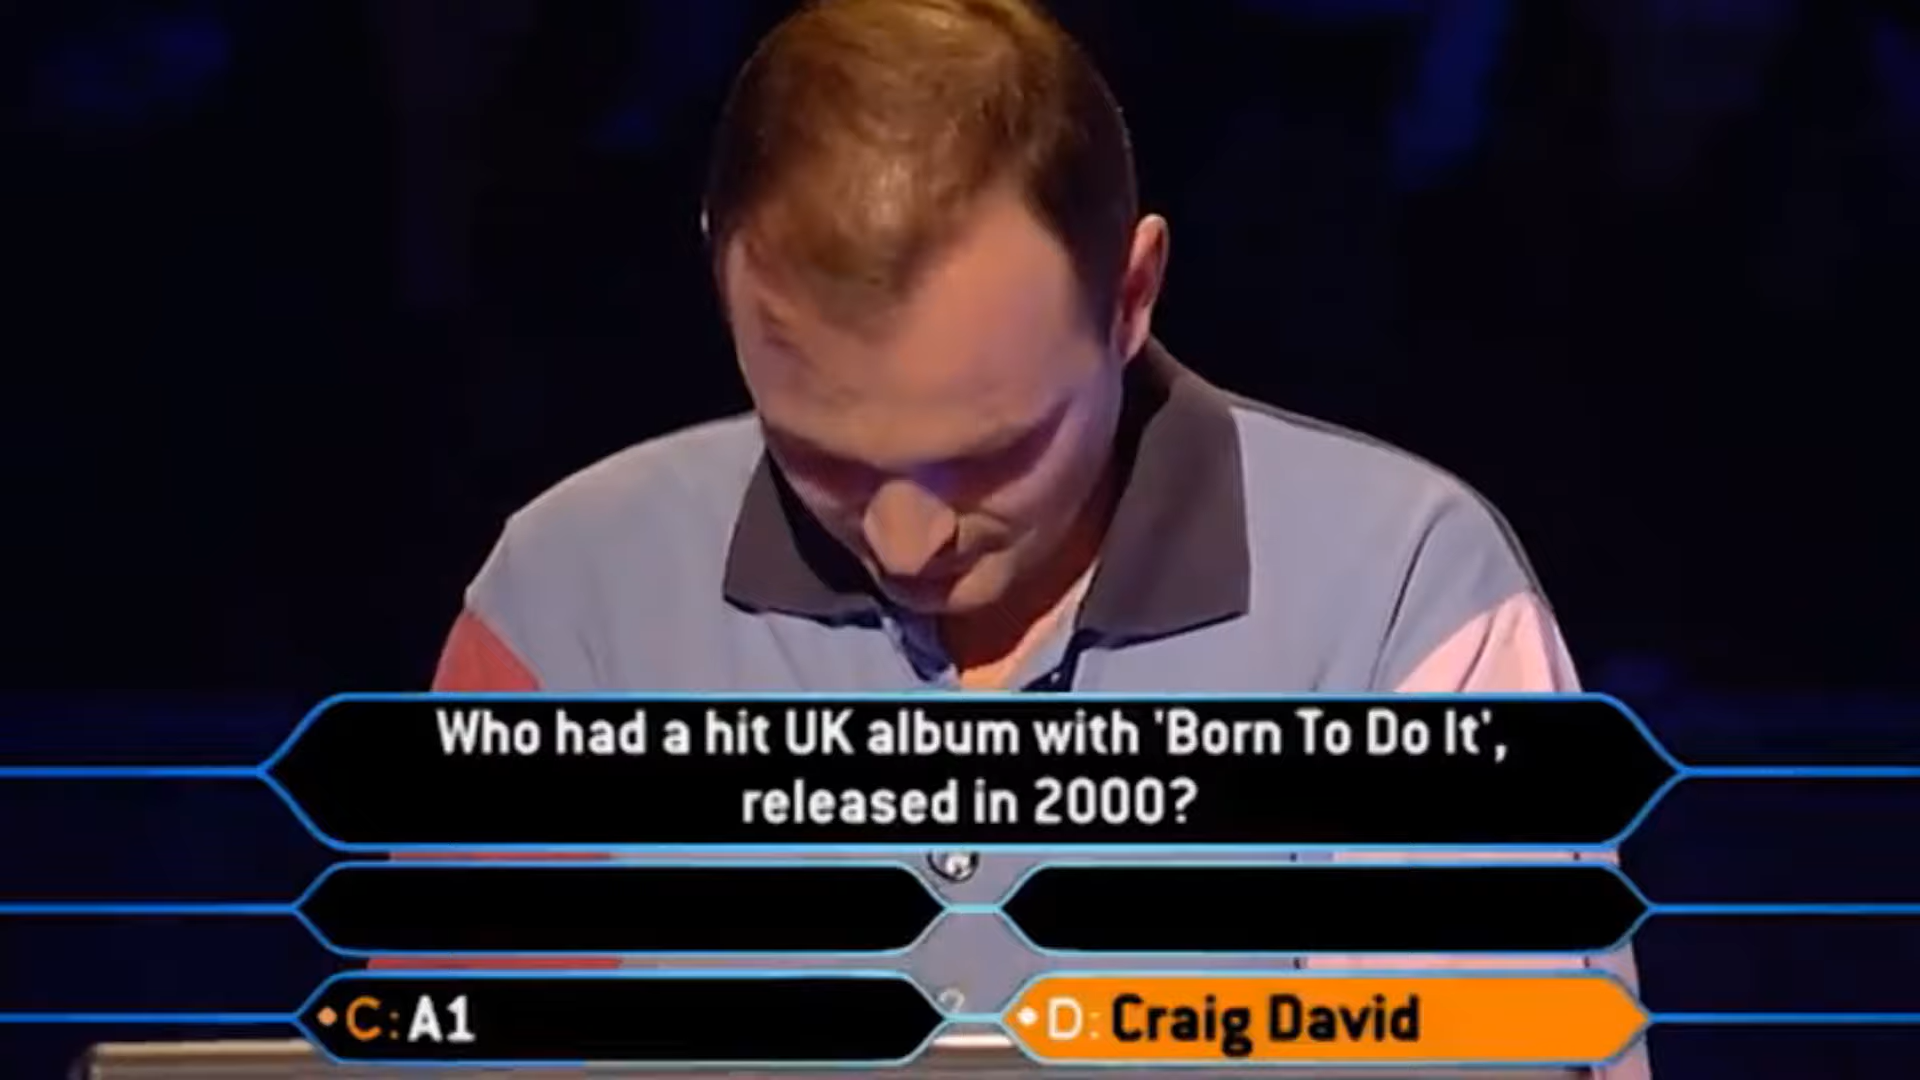 Who had a hit UK album with 'Born To Do It',
released in 2000?
C: A1
D: Craig David